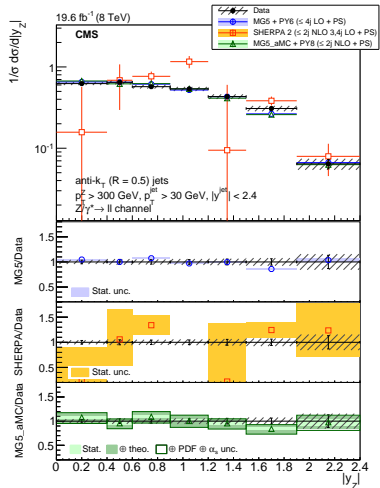 19.6 fb⁻¹ (8 TeV)
Data
MG5 + PY6 (≤ 4j LO + PS)
SHERPA 2 (≤ 2j NLO 3,4j LO + PS)
MG5_aMC + PY8 (≤ 2j NLO + PS)
CMS
1/σ dσ/d|y_Z|
1
10⁻¹
anti-k_T (R = 0.5) jets
p_T^Z > 300 GeV, p_T^jet > 30 GeV, |y^jet| < 2.4
Z/γ*→ ll channel
MG5/Data
1.5
1
0.5
Stat. unc.
SHERPA/Data
1.5
1
0.5
Stat. unc.
MG5_aMC/Data
1.5
1
0.5
Stat. ⊕ theo. ⊕ PDF ⊕ α_s unc.
0 0.2 0.4 0.6 0.8 1 1.2 1.4 1.6 1.8 2 2.2 2.4
|y_Z|